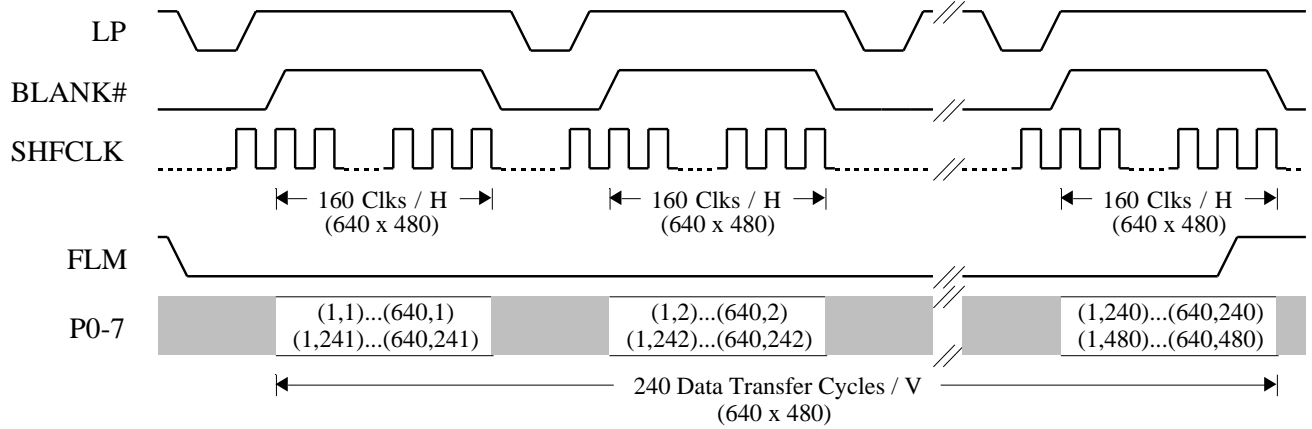 LP
BLANK#
SHFCLK
160 Clks / H
(640 x 480)
160 Clks / H
(640 x 480)
160 Clks / H
(640 x 480)
FLM
P0-7
(1,1)...(640,1)
(1,241)...(640,241)
(1,2)...(640,2)
(1,242)...(640,242)
(1,240)...(640,240)
(1,480)...(640,480)
240 Data Transfer Cycles / V
(640 x 480)